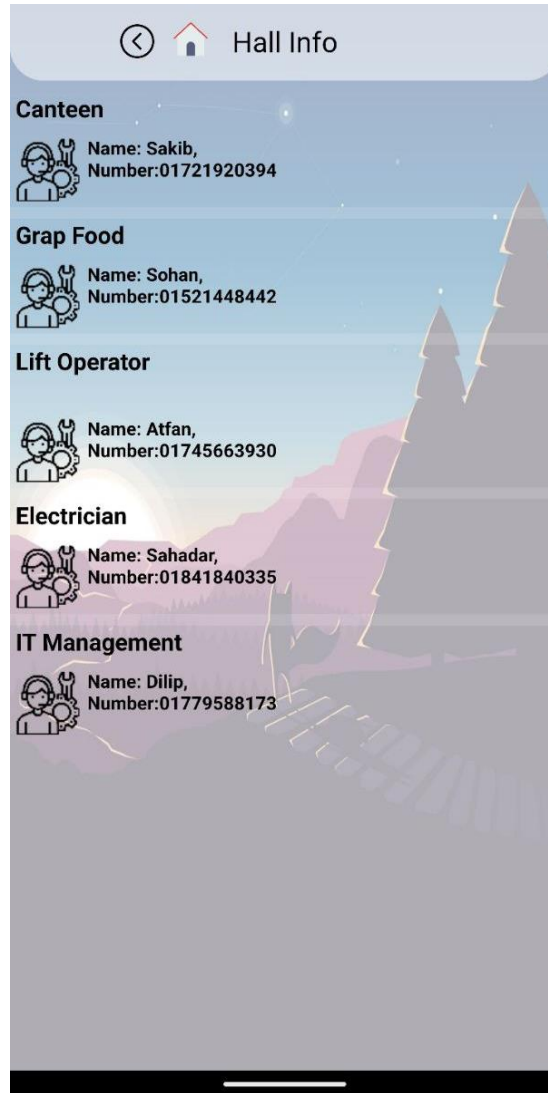 Hall Info
Canteen
Name: Sakib,
Number:01721920394
Grap Food
Name: Sohan,
Number:01521448442
Lift Operator
Name: Atfan,
Number:01745663930
Electrician
Name: Sahadar,
Number:01841840335
IT Management
Name: Dilip,
Number:01779588173